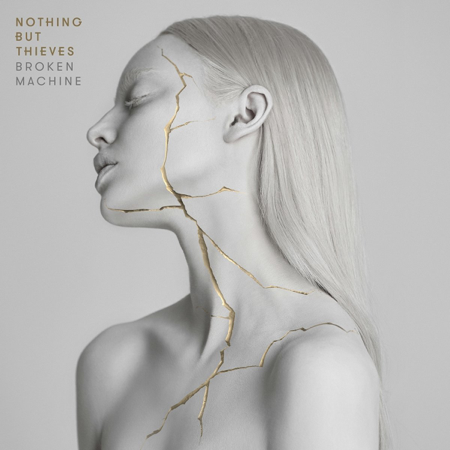 NOTHING
BUT
THIEVES
BROKEN
MACHINE